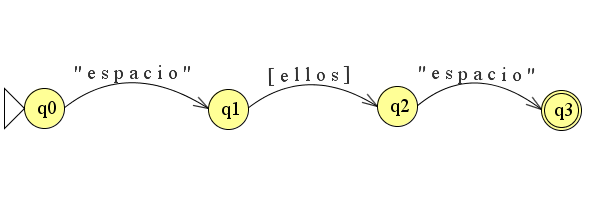 "espacio" [ellos] "espacio"
q0 q1 q2 q3